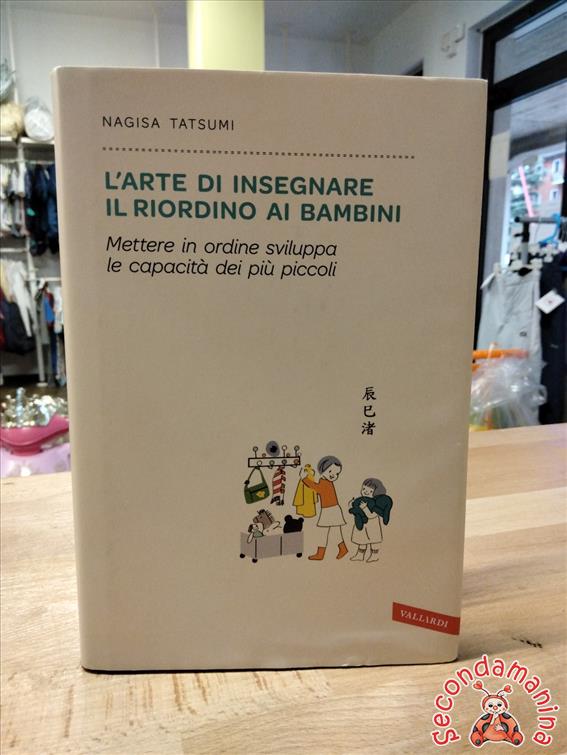 NAGISA TATSUMI
L'ARTE DI INSEGNARE
IL RIORDINO AI BAMBINI
Mettere in ordine sviluppa
le capacità dei più piccoli
辰巳渚
VALLARDI
secondamanina